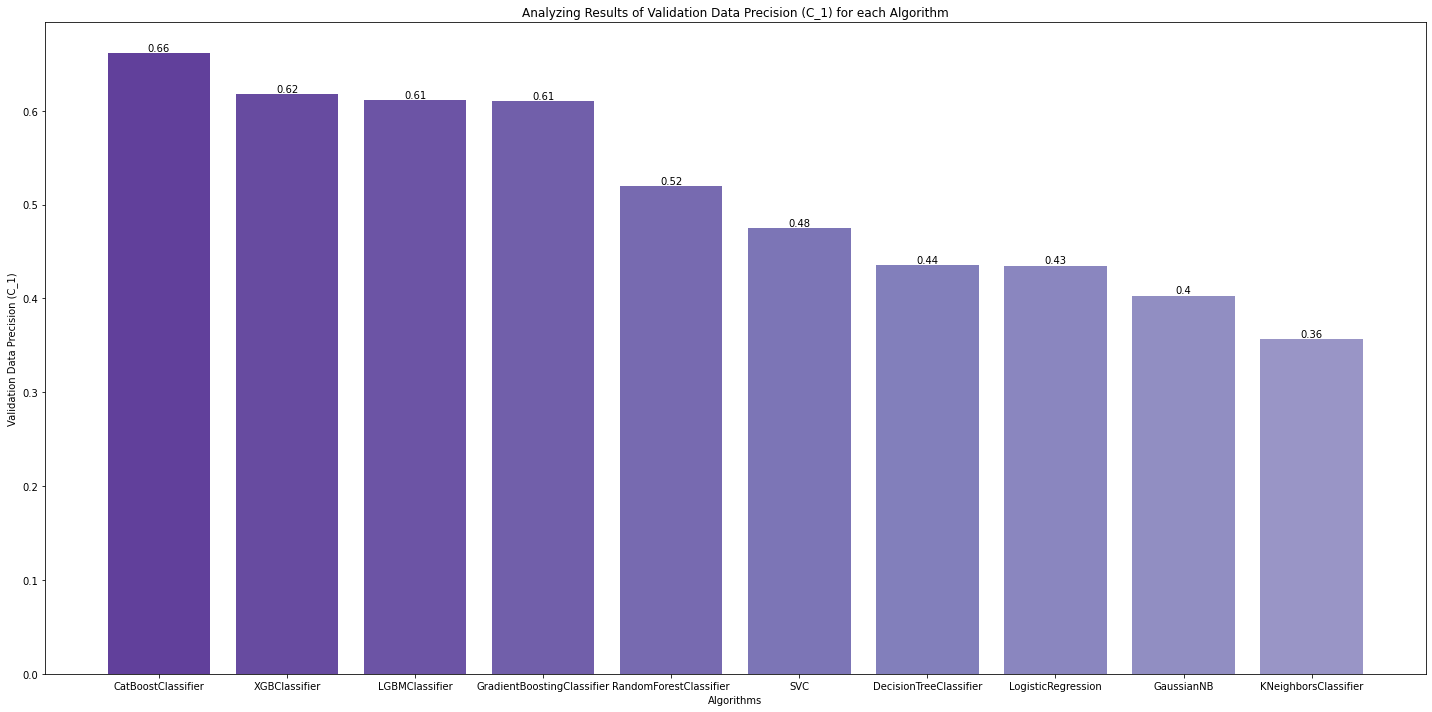 Analyzing Results of Validation Data Precision (C_1) for each Algorithm
Validation Data Precision (C_1)
0.6
0.5
0.4
0.3
0.2
0.1
0.0
0.66
0.62
0.61
0.61
0.52
0.48
0.44
0.43
0.4
0.36
CatBoostClassifier
XGBClassifier
LGBMClassifier
GradientBoostingClassifier
RandomForestClassifier
SVC
DecisionTreeClassifier
LogisticRegression
GaussianNB
KNeighborsClassifier
Algorithms